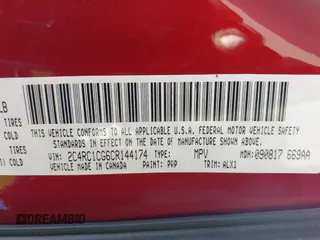 LB
TIRES
COLD
THIS VEHICLE CONFORMS TO ALL APPLICABLE U.S.A. FEDERAL MOTOR VEHICLE SAFETY
TIRES STANDARDS IN EFFECT ON THE DATE OF MANUFACTURE SHOWN ABOVE.
COLD VIN: 2C4RC1CG6CR144174 TYPE: MPV MDH: 090817 669AA
VEHICLE MADE IN CANADA PAINT: PRP TRIM: ALX1
DREAMBID